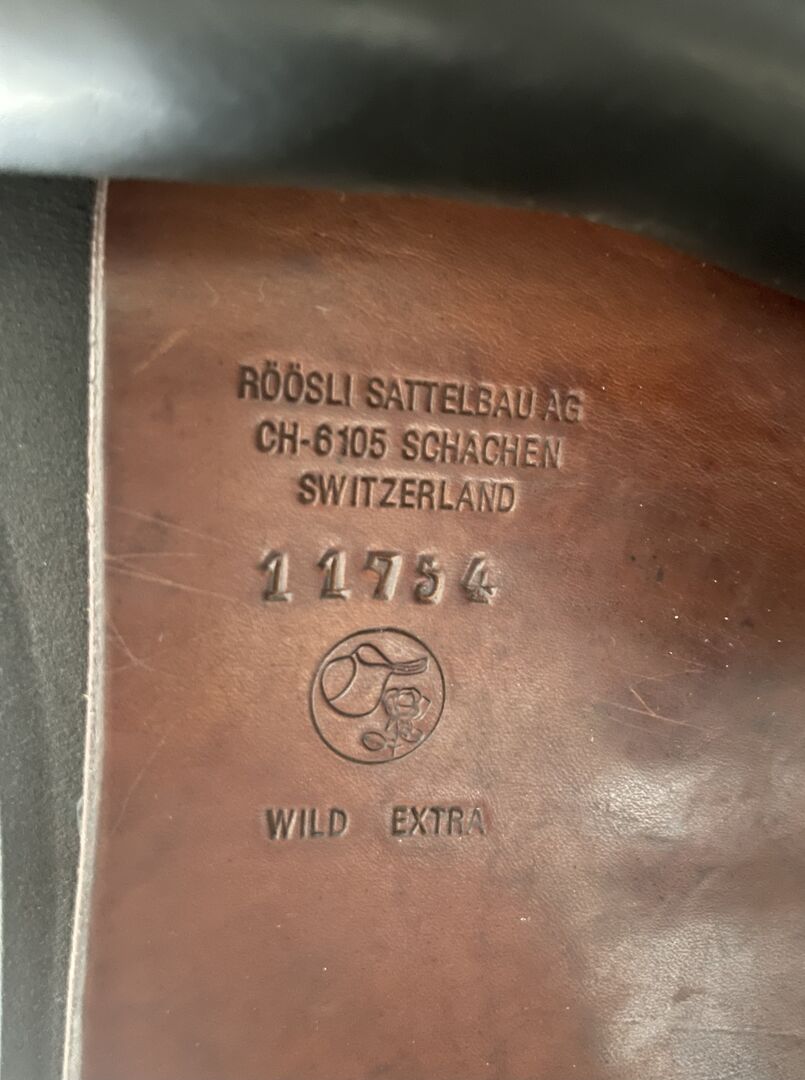 RÖÖSLI SATTELBAU AG
CH-6105 SCHACHEN
SWITZERLAND
11754
WILD EXTRA